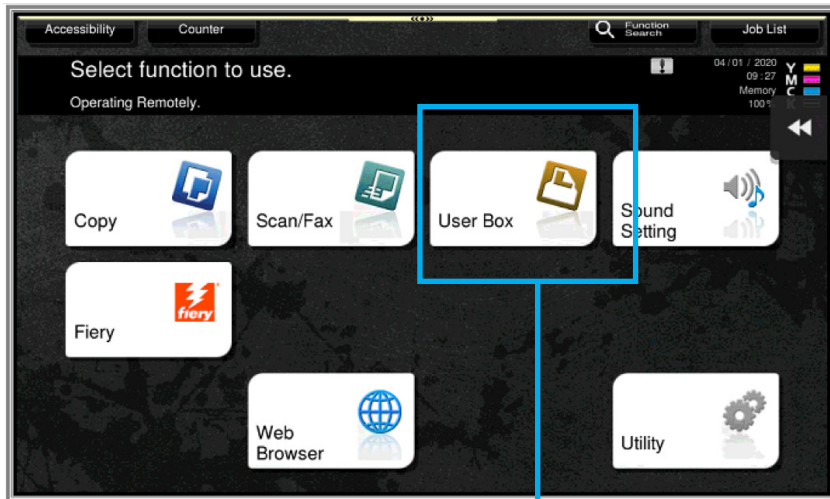 Accessibility
Counter
Function
Search
Job List
Select function to use.
Operating Remotely.
04/01/2020
09:27
Memory
100%
Y
M
C
K
Copy
Scan/Fax
User Box
Sound
Setting
Fiery
fiery
Web
Browser
Utility